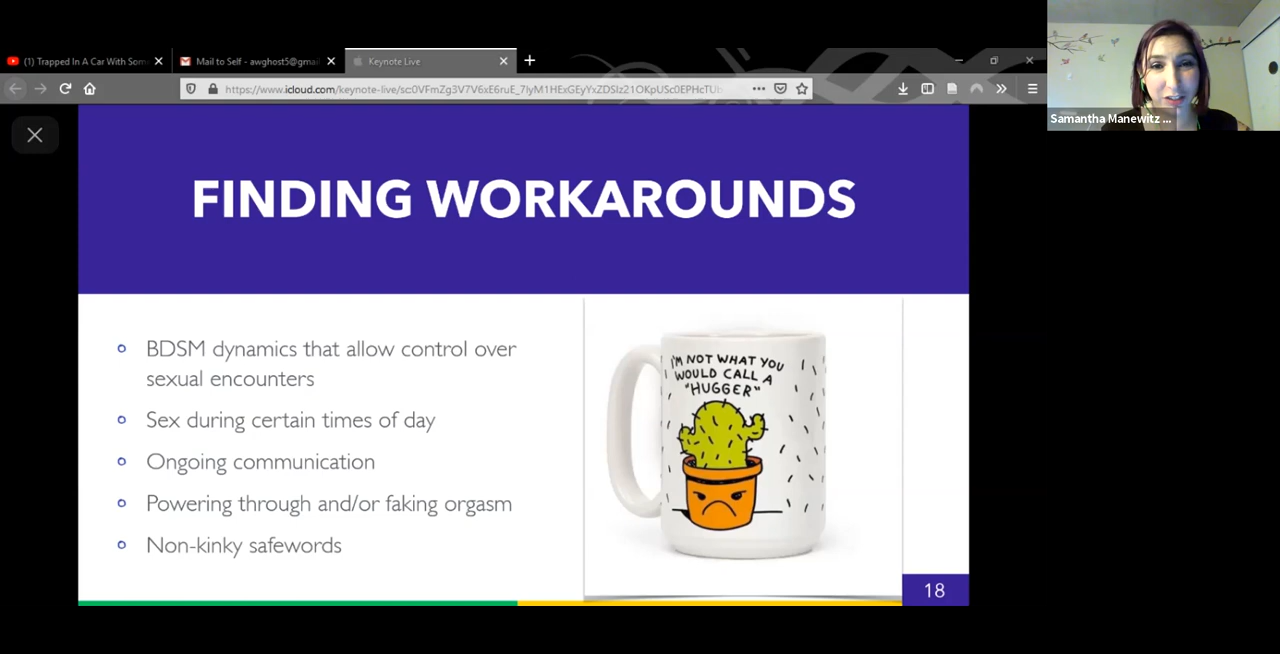 (1) Trapped In A Car With Som
Mail to Self - awghost5@gmai
Keynote Live
Samantha Manewitz ...
FINDING WORKAROUNDS
BDSM dynamics that allow control over
sexual encounters
Sex during certain times of day
Ongoing communication
Powering through and/or faking orgasm
Non-kinky safewords
I'M NOT WHAT YOU
WOULD CALL A
"HUGGER"
18